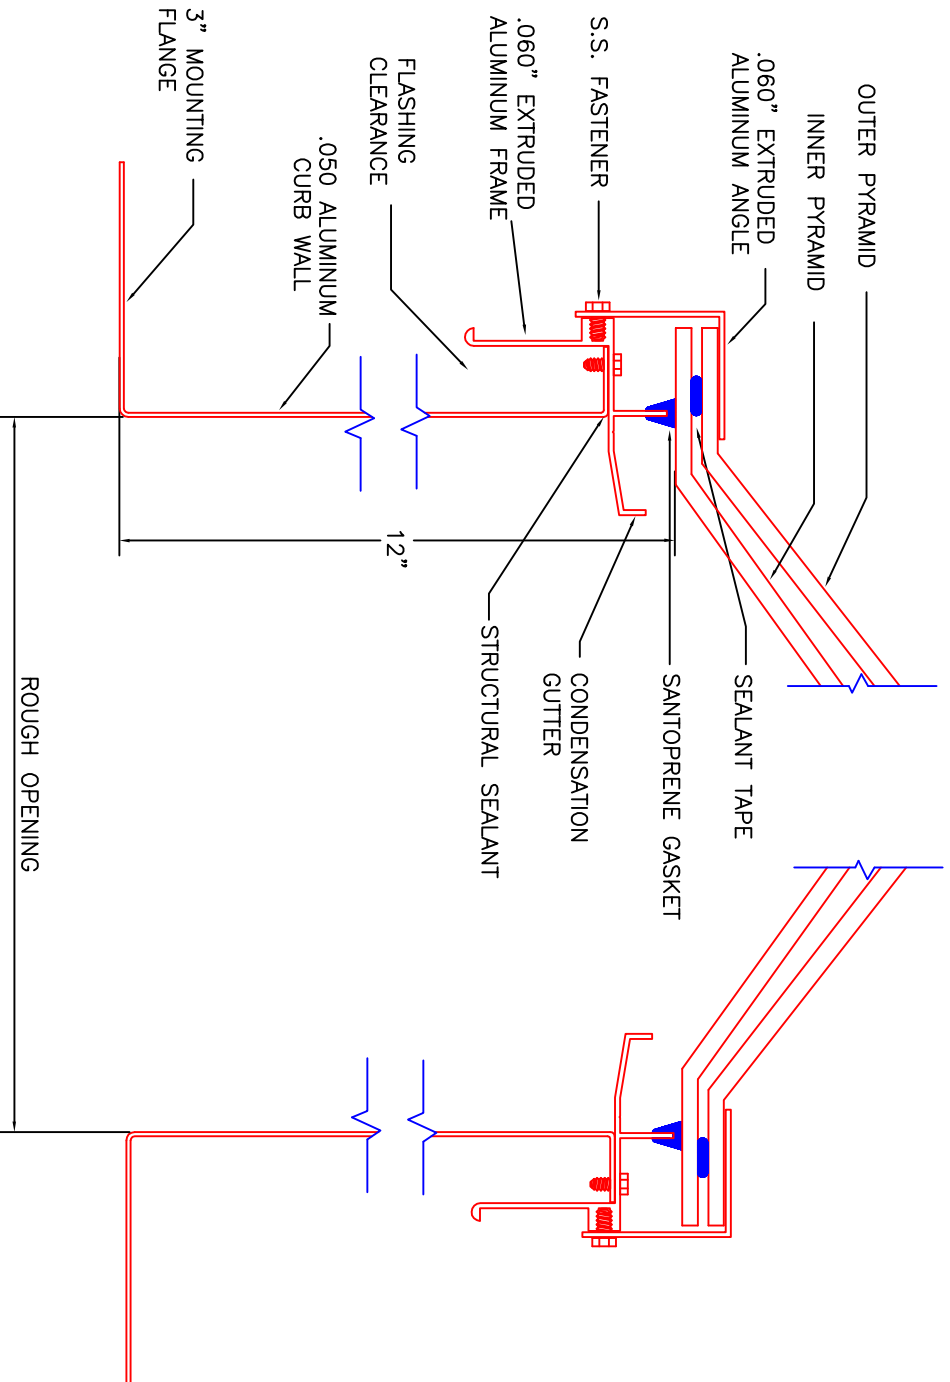 OUTER PYRAMID
INNER PYRAMID
.060" EXTRUDED
ALUMINUM ANGLE
S.S. FASTENER
.060" EXTRUDED
ALUMINUM FRAME
FLASHING
CLEARANCE
.050 ALUMINUM
CURB WALL
3" MOUNTING
FLANGE
12"
SEALANT TAPE
SANTOPRENE GASKET
CONDENSATION
GUTTER
STRUCTURAL SEALANT
ROUGH OPENING